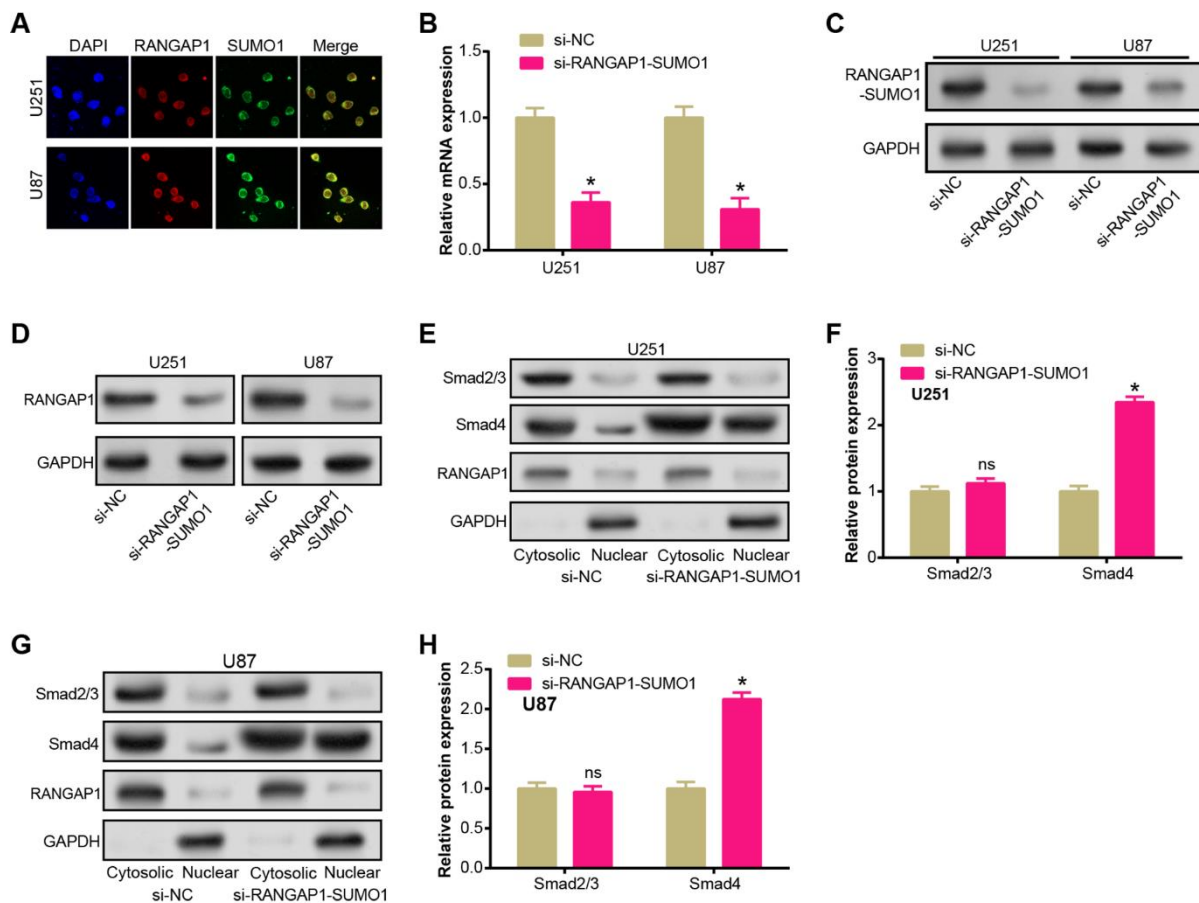 A
DAPI RANGAP1 SUMO1 Merge
U251
U87
B
si-NC
si-RANGAP1-SUMO1
Relative mRNA expression
1.5
1.0
0.5
0.0
*
*
U251 U87
C
U251 U87
RANGAP1
-SUMO1
GAPDH
si-NC
si-RANGAP1
-SUMO1
si-NC
si-RANGAP1
-SUMO1
D
U251 U87
RANGAP1
GAPDH
si-NC
si-RANGAP1
-SUMO1
si-NC
si-RANGAP1
-SUMO1
E
U251
Smad2/3
Smad4
RANGAP1
GAPDH
Cytosolic Nuclear Cytosolic Nuclear
si-NC si-RANGAP1-SUMO1
F
si-NC
si-RANGAP1-SUMO1
U251
Relative protein expression
3
2
1
0
ns
*
Smad2/3 Smad4
G
U87
Smad2/3
Smad4
RANGAP1
GAPDH
Cytosolic Nuclear Cytosolic Nuclear
si-NC si-RANGAP1-SUMO1
H
si-NC
si-RANGAP1-SUMO1
U87
Relative protein expression
2.5
2.0
1.5
1.0
0.5
0.0
ns
*
Smad2/3 Smad4